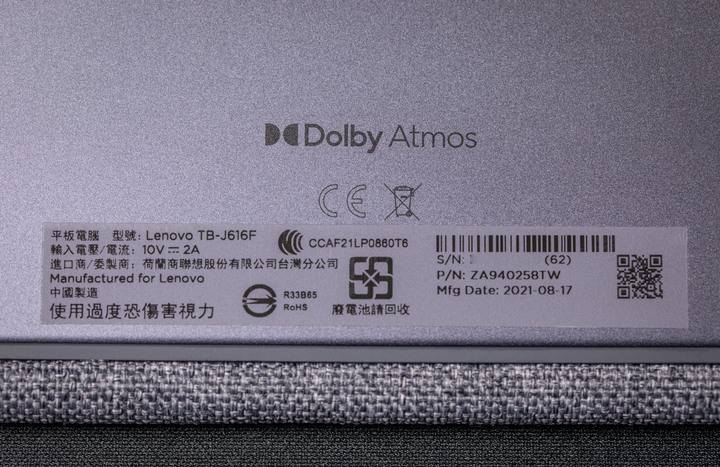 Dolby Atmos
CE
平板電腦 型號: Lenovo TB-J616F
輸入電壓/電流: 10V ⎓ 2A
進口商/委製商: 荷蘭商聯想股份有限公司台灣分公司
Manufactured for Lenovo
中國製造
使用過度恐傷害視力
CCAF21LP0860T6
R33B65
RoHS
廢電池請回收
S/N: (62)
P/N: ZA940258TW
Mfg Date: 2021-08-17